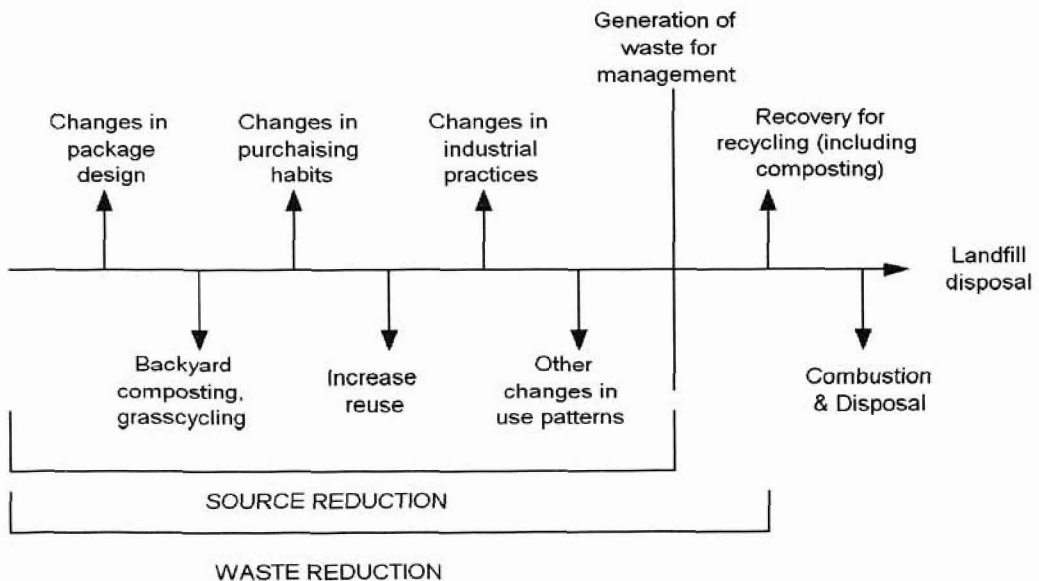 Generation of
waste for
management
Changes in
package
design
Changes in
purchaising
habits
Changes in
industrial
practices
Recovery for
recycling (including
composting)
Landfill
disposal
Backyard
composting,
grasscycling
Increase
reuse
Other
changes in
use patterns
Combustion
& Disposal
SOURCE REDUCTION
WASTE REDUCTION